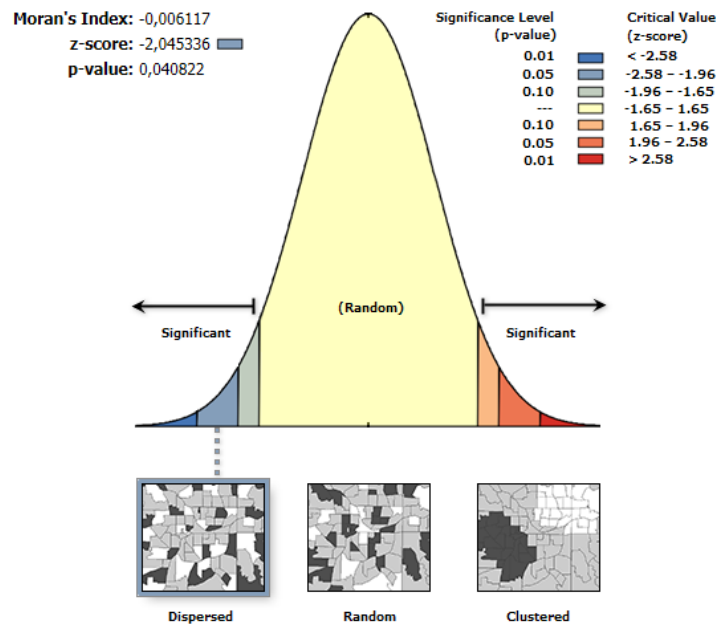 Moran's Index: -0,006117
z-score: -2,045336
p-value: 0,040822
Significance Level
(p-value)
Critical Value
(z-score)
0.01 < -2.58
0.05 -2.58 – -1.96
0.10 -1.96 – -1.65
--- -1.65 – 1.65
0.10 1.65 – 1.96
0.05 1.96 – 2.58
0.01 > 2.58
(Random)
Significant
Significant
Dispersed
Random
Clustered